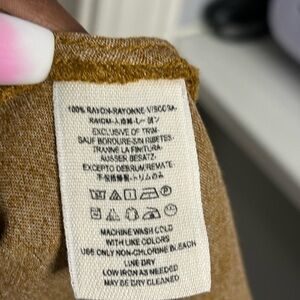 100% RAYON-RAYONNE-VISCOSA-
EXCLUSIVE OF TRIM-
SAUF BORDURE-SIN RIBETES-
TRANNE LA FINITURA-
AUSSER BESATZ-
EXCEPTO DEBRUM/REMATE-
MACHINE WASH COLD
WITH LIKE COLORS
USE ONLY NON-CHLORINE BLEACH
LINE DRY
LOW IRON AS NEEDED
MAY BE DRY CLEANED